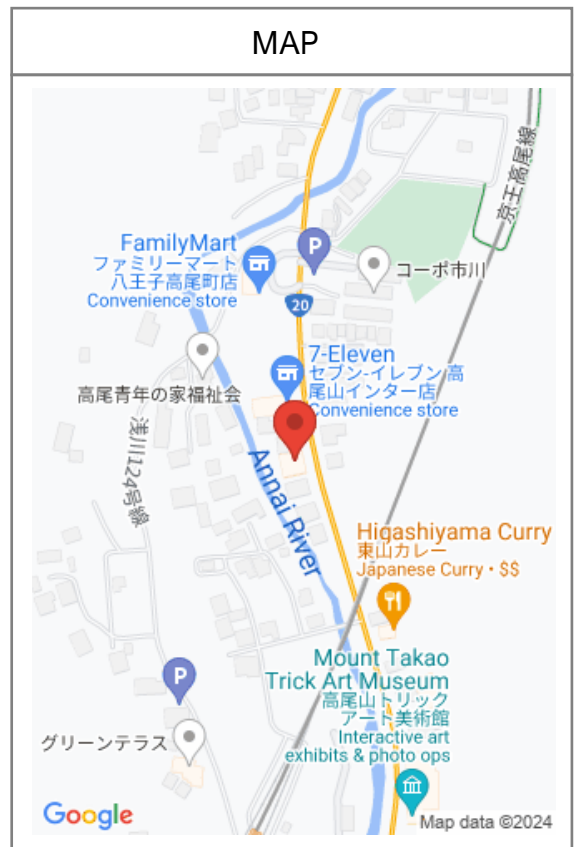 MAP
京王高尾線
FamilyMart
ファミリーマート
八王子高尾町店
Convenience store
P
コーポ市川
20
7-Eleven
セブン-イレブン 高
尾山インター店
Convenience store
高尾青年の家福祉会
浅川124号線
Annai River
Higashiyama Curry
東山カレー
Japanese Curry • $$
Mount Takao
Trick Art Museum
高尾山トリック
アート美術館
Interactive art
exhibits & photo ops
P
グリーンテラス
Google
Map data ©2024